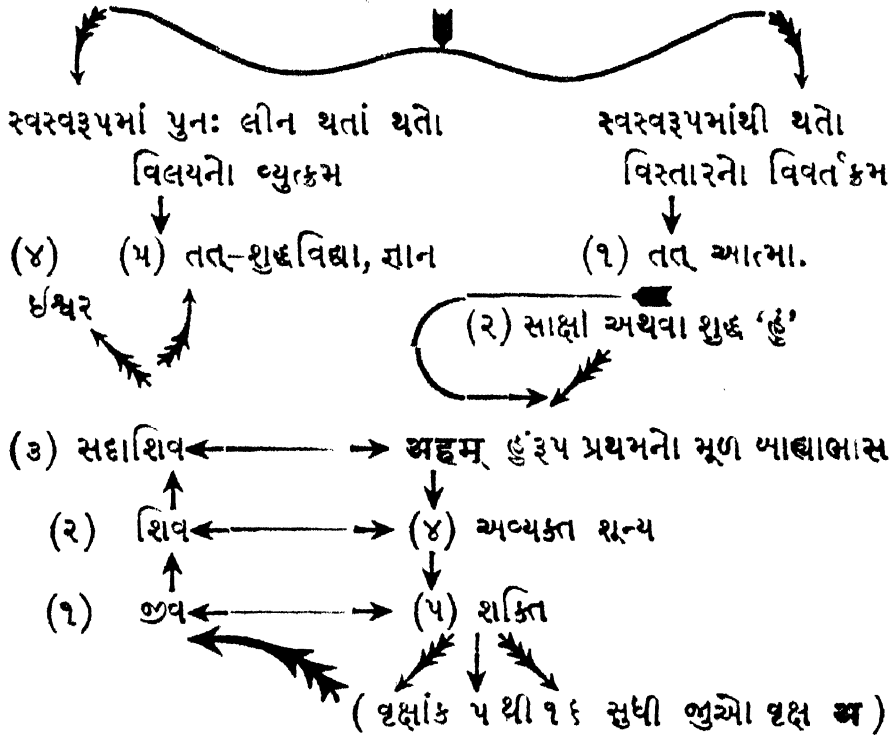 સ્વસ્વરૂપમાં પુનઃ લીન થતાં થતો
વિલયનો વ્યુત્ક્રમ
સ્વસ્વરૂપમાંથી થતો
વિસ્તારનો વિવર્તક્રમ
(૪) (૫) તત્-શુદ્ધવિદ્યા, જ્ઞાન
ઈશ્વર
(૧) તત્ આત્મા.
(૨) સાક્ષી અથવા શુદ્ધ ‘હું’
(૩) સદાશિવ अहम् હુંરૂપ પ્રથમનો મૂળ બાહ્યાભાસ
(૨) શિવ (૪) અવ્યક્ત શૂન્ય
(૧) જીવ (૫) શક્તિ
( વૃક્ષાંક ૫ થી ૧૬ સુધી જુઓ વૃક્ષ अ )